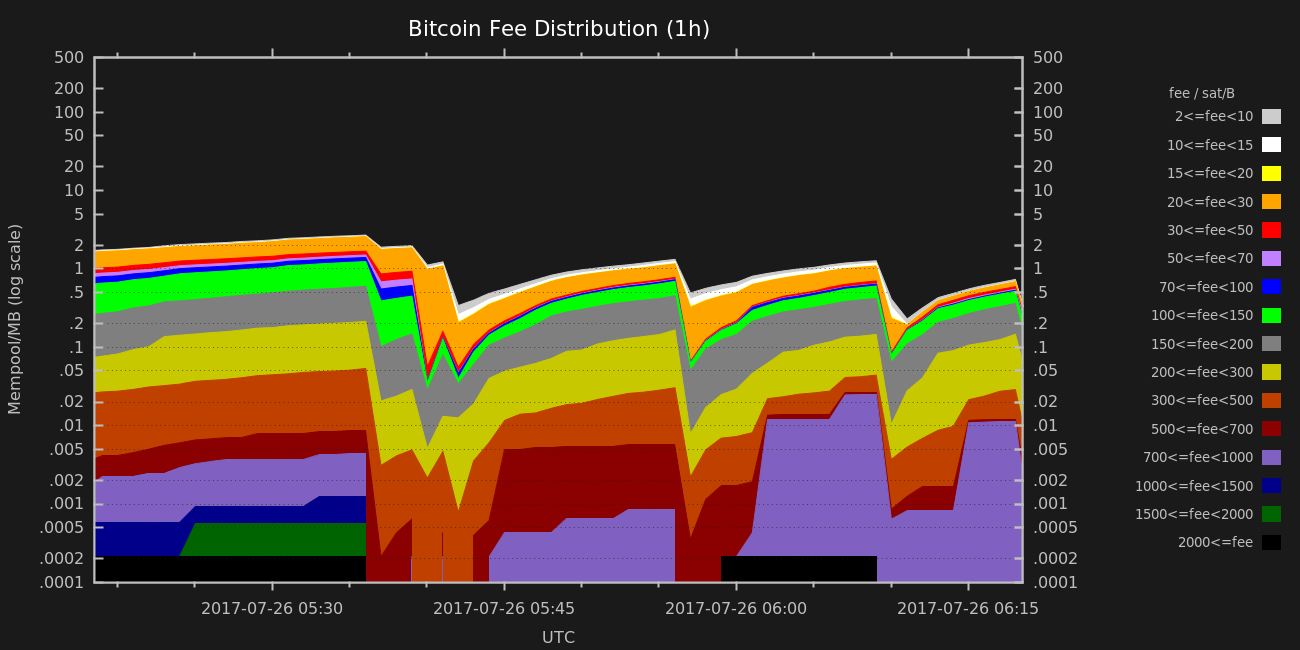 Bitcoin Fee Distribution (1h)
Mempool/MB (log scale)
500
200
100
50
20
10
5
2
1
.5
.2
.1
.05
.02
.01
.005
.002
.001
.0005
.0002
.0001
500
200
100
50
20
10
5
2
1
.5
.2
.1
.05
.02
.01
.005
.002
.001
.0005
.0002
.0001
2017-07-26 05:30
2017-07-26 05:45
2017-07-26 06:00
2017-07-26 06:15
UTC
fee / sat/B
2<=fee<10
10<=fee<15
15<=fee<20
20<=fee<30
30<=fee<50
50<=fee<70
70<=fee<100
100<=fee<150
150<=fee<200
200<=fee<300
300<=fee<500
500<=fee<700
700<=fee<1000
1000<=fee<1500
1500<=fee<2000
2000<=fee